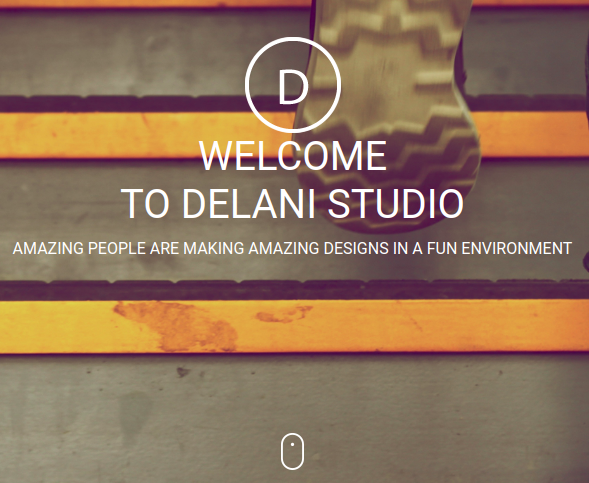 D
WELCOME
TO DELANI STUDIO
AMAZING PEOPLE ARE MAKING AMAZING DESIGNS IN A FUN ENVIRONMENT